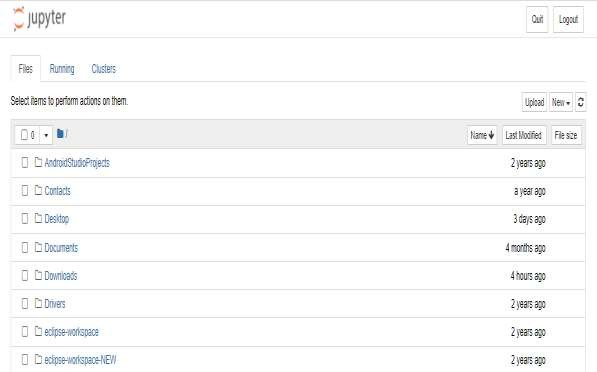 jupyter Quit Logout
Files Running Clusters
Select items to perform actions on them. Upload New
0 / Name Last Modified File size
AndroidStudioProjects 2 years ago
Contacts a year ago
Desktop 3 days ago
Documents 4 months ago
Downloads 4 hours ago
Drivers 2 years ago
eclipse-workspace 2 years ago
eclipse-workspace-NEW 2 years ago